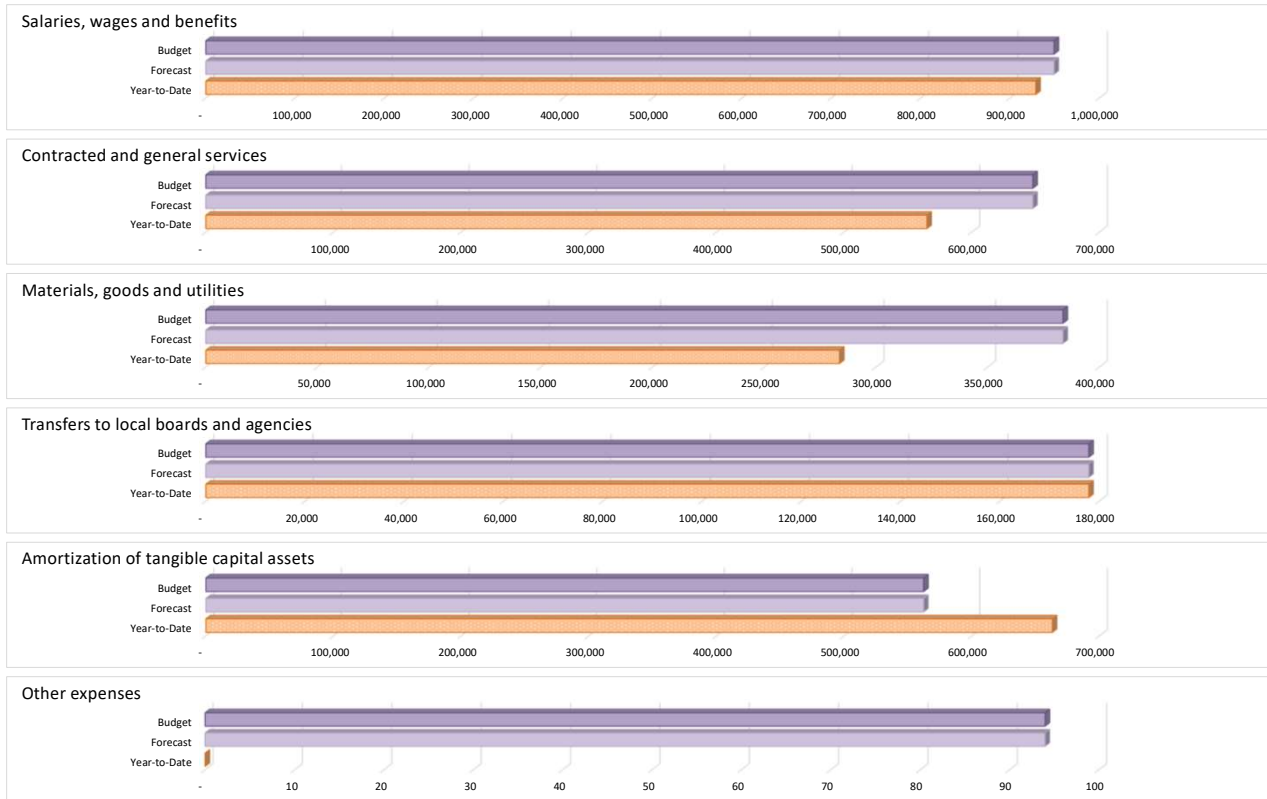 Salaries, wages and benefits
Budget
Forecast
Year-to-Date
- 100,000 200,000 300,000 400,000 500,000 600,000 700,000 800,000 900,000 1,000,000
Contracted and general services
Budget
Forecast
Year-to-Date
- 100,000 200,000 300,000 400,000 500,000 600,000 700,000
Materials, goods and utilities
Budget
Forecast
Year-to-Date
- 50,000 100,000 150,000 200,000 250,000 300,000 350,000 400,000
Transfers to local boards and agencies
Budget
Forecast
Year-to-Date
- 20,000 40,000 60,000 80,000 100,000 120,000 140,000 160,000 180,000
Amortization of tangible capital assets
Budget
Forecast
Year-to-Date
- 100,000 200,000 300,000 400,000 500,000 600,000 700,000
Other expenses
Budget
Forecast
Year-to-Date
- 10 20 30 40 50 60 70 80 90 100